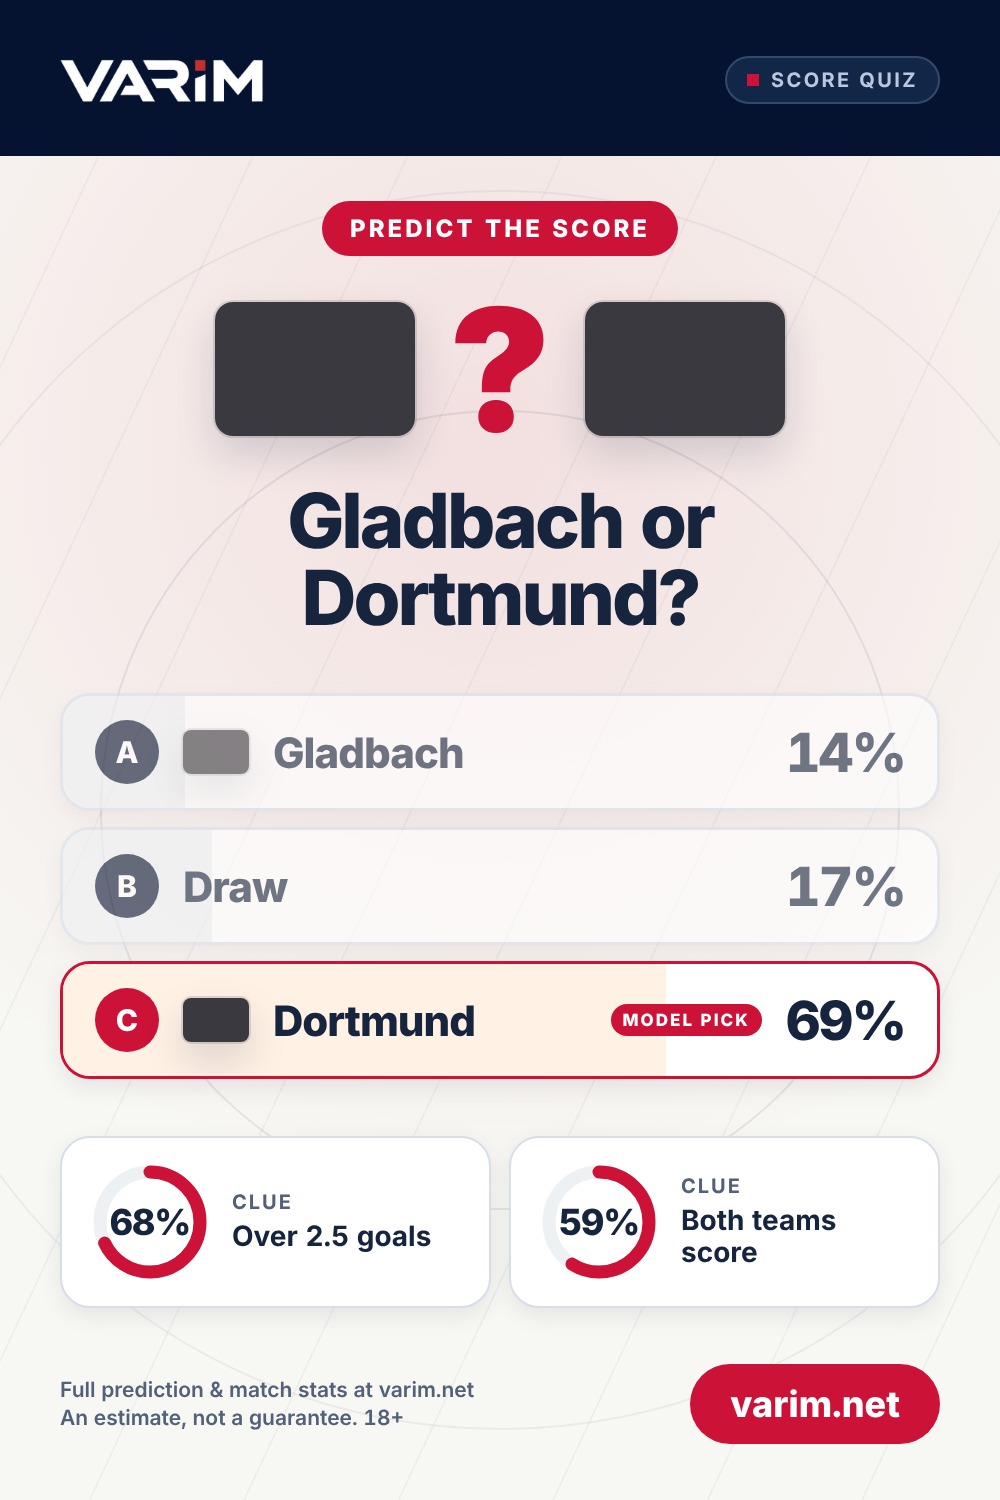 VARiM
SCORE QUIZ
PREDICT THE SCORE
?
Gladbach or
Dortmund?
A Gladbach 14%
B Draw 17%
C Dortmund MODEL PICK 69%
68% CLUE
Over 2.5 goals
59% CLUE
Both teams
score
Full prediction & match stats at varim.net
An estimate, not a guarantee. 18+
varim.net